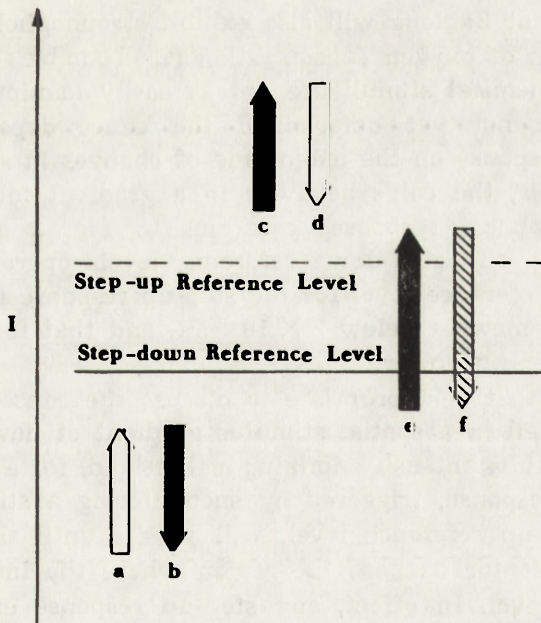 c d
Step-up Reference Level
I
Step-down Reference Level
e f
a b